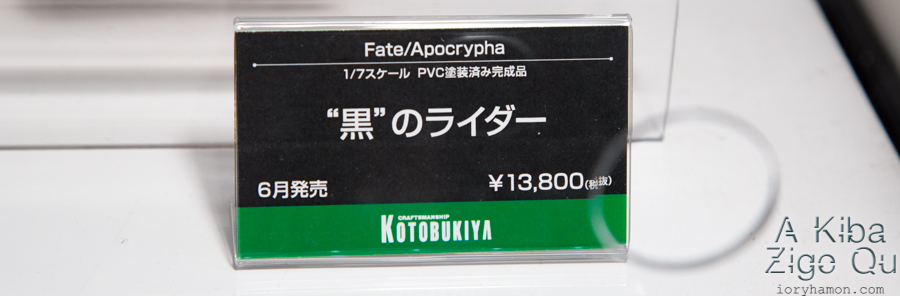 Fate/Apocrypha
1/7スケール PVC塗装済み完成品
“黒”のライダー
6月発売
¥13,800(税抜)
CRAFTSMANSHIP
KOTOBUKIYA
A Kiba
Zigo Qu
ioryhamon.com